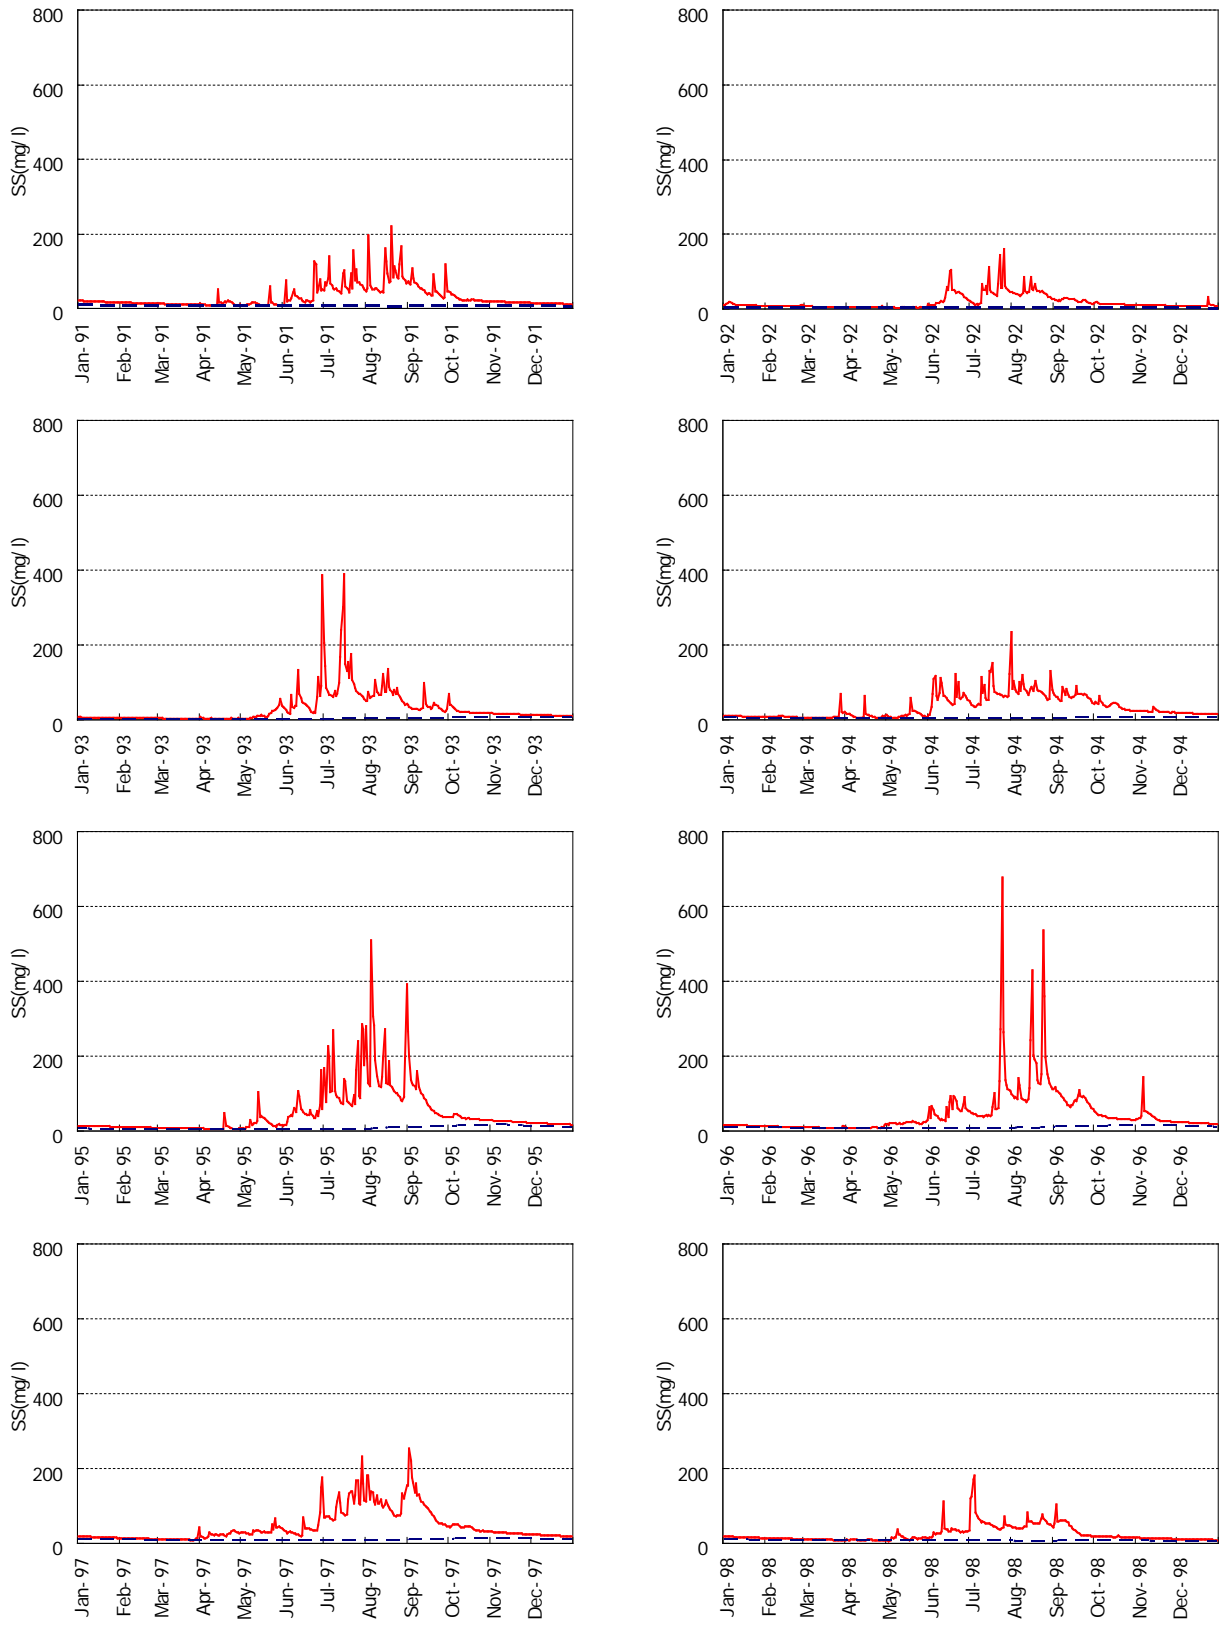 800
600
400
200
0
SS(mg/l)
Jan-91
Feb-91
Mar-91
Apr-91
May-91
Jun-91
Jul-91
Aug-91
Sep-91
Oct-91
Nov-91
Dec-91
800
600
400
200
0
SS(mg/l)
Jan-92
Feb-92
Mar-92
Apr-92
May-92
Jun-92
Jul-92
Aug-92
Sep-92
Oct-92
Nov-92
Dec-92
800
600
400
200
0
SS(mg/l)
Jan-93
Feb-93
Mar-93
Apr-93
May-93
Jun-93
Jul-93
Aug-93
Sep-93
Oct-93
Nov-93
Dec-93
800
600
400
200
0
SS(mg/l)
Jan-94
Feb-94
Mar-94
Apr-94
May-94
Jun-94
Jul-94
Aug-94
Sep-94
Oct-94
Nov-94
Dec-94
800
600
400
200
0
SS(mg/l)
Jan-95
Feb-95
Mar-95
Apr-95
May-95
Jun-95
Jul-95
Aug-95
Sep-95
Oct-95
Nov-95
Dec-95
800
600
400
200
0
SS(mg/l)
Jan-96
Feb-96
Mar-96
Apr-96
May-96
Jun-96
Jul-96
Aug-96
Sep-96
Oct-96
Nov-96
Dec-96
800
600
400
200
0
SS(mg/l)
Jan-97
Feb-97
Mar-97
Apr-97
May-97
Jun-97
Jul-97
Aug-97
Sep-97
Oct-97
Nov-97
Dec-97
800
600
400
200
0
SS(mg/l)
Jan-98
Feb-98
Mar-98
Apr-98
May-98
Jun-98
Jul-98
Aug-98
Sep-98
Oct-98
Nov-98
Dec-98